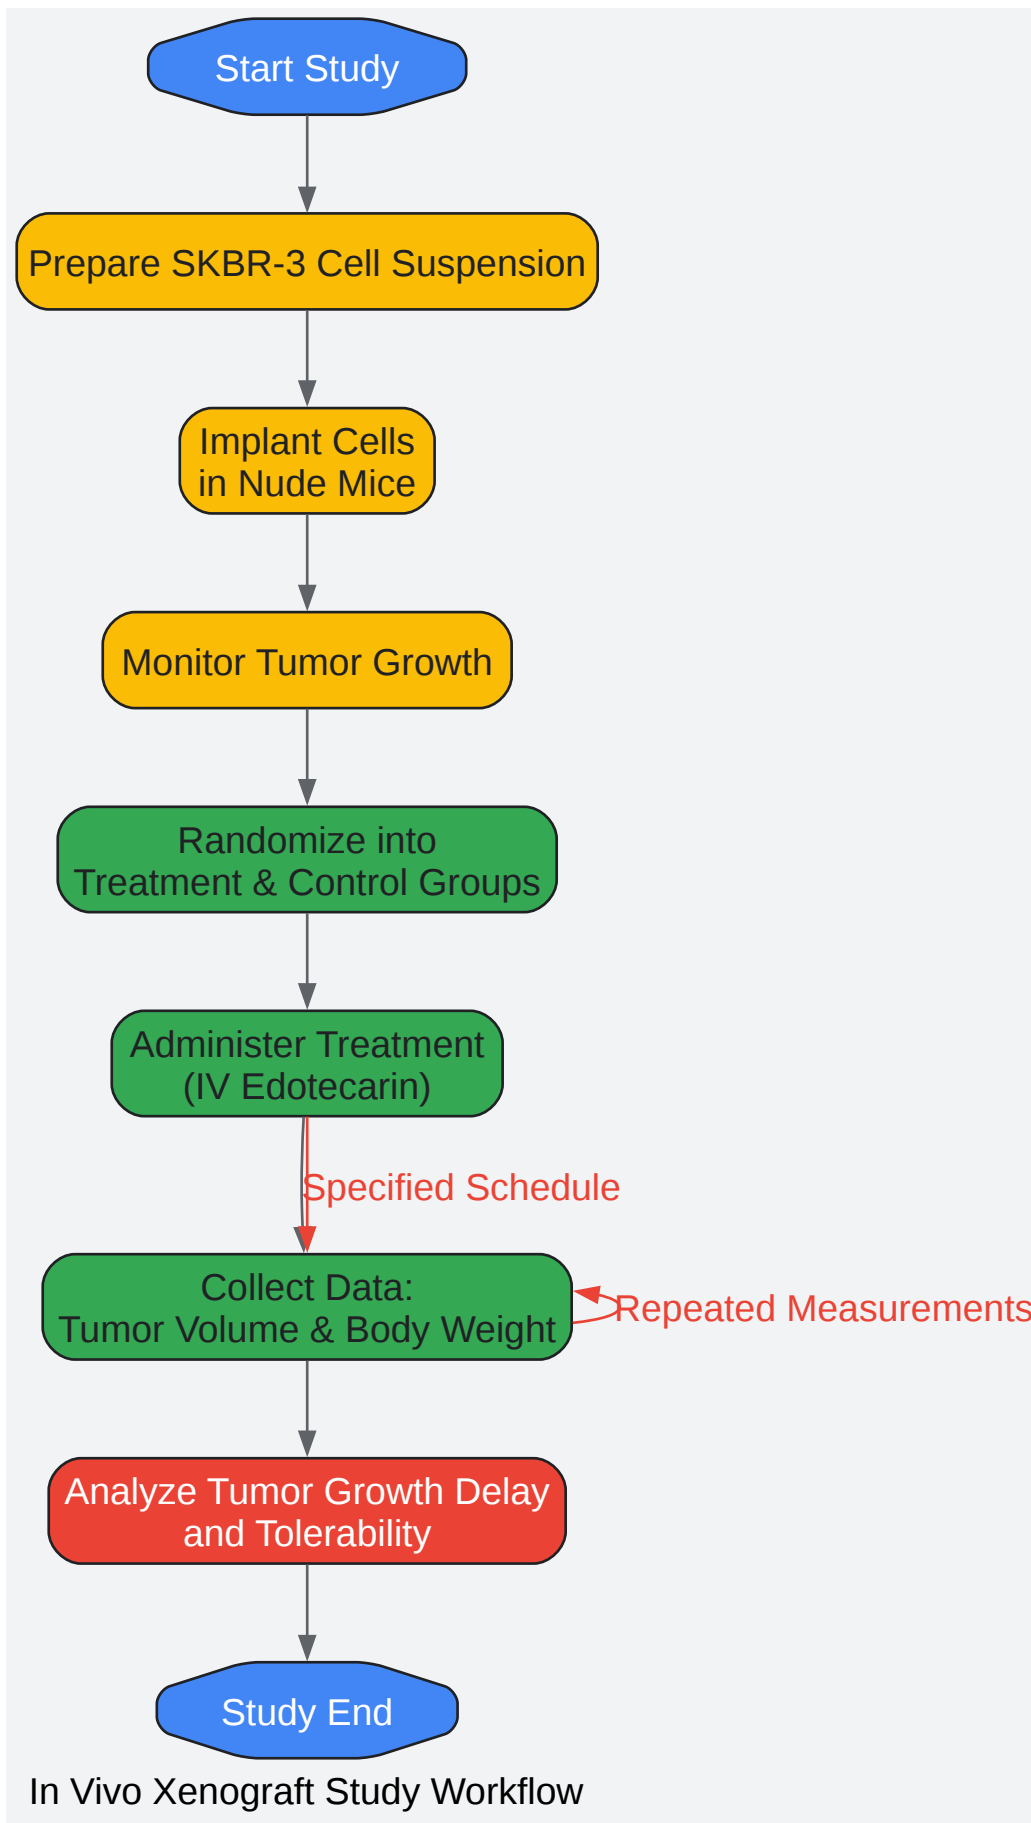 Start Study
Prepare SKBR-3 Cell Suspension
Implant Cells
in Nude Mice
Monitor Tumor Growth
Randomize into
Treatment & Control Groups
Administer Treatment
(IV Edotecarin)
Specified Schedule
Collect Data:
Tumor Volume & Body Weight
Repeated Measurements
Analyze Tumor Growth Delay
and Tolerability
Study End
In Vivo Xenograft Study Workflow